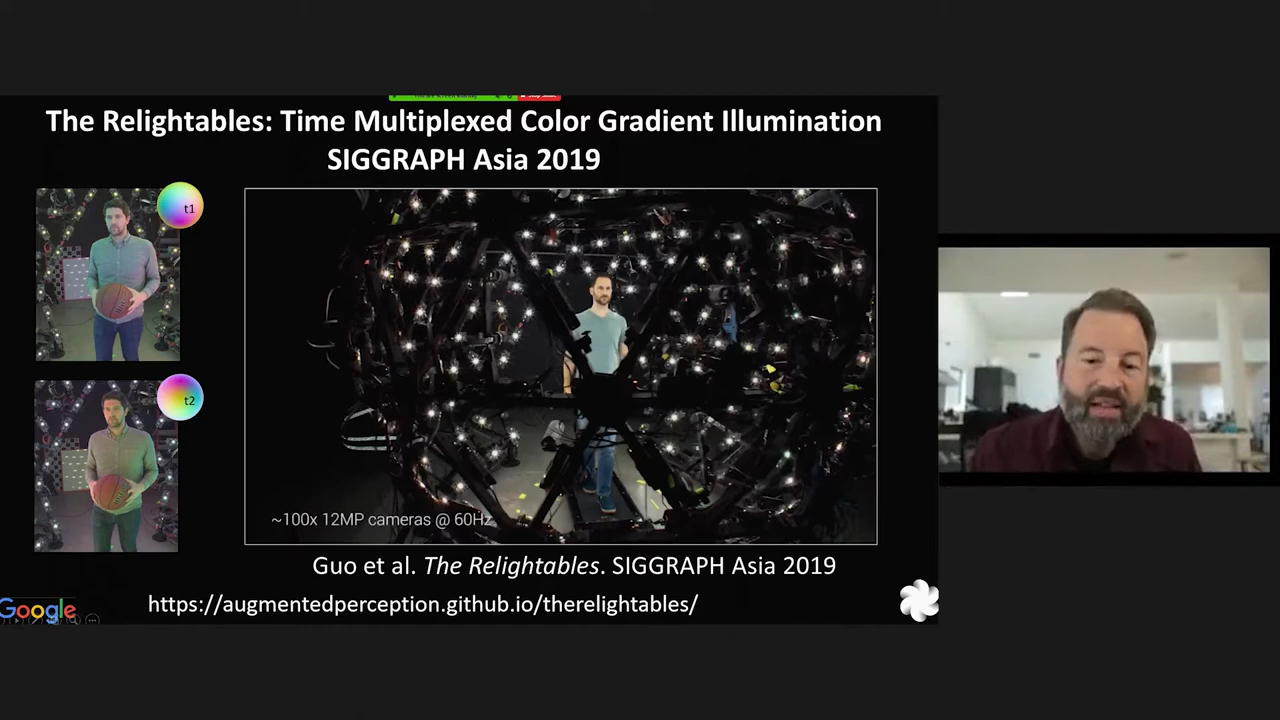 The Relightables: Time Multiplexed Color Gradient Illumination
SIGGRAPH Asia 2019
t1
t2
~100x 12MP cameras @ 60Hz
Guo et al. The Relightables. SIGGRAPH Asia 2019
https://augmentedperception.github.io/therelightables/
Google